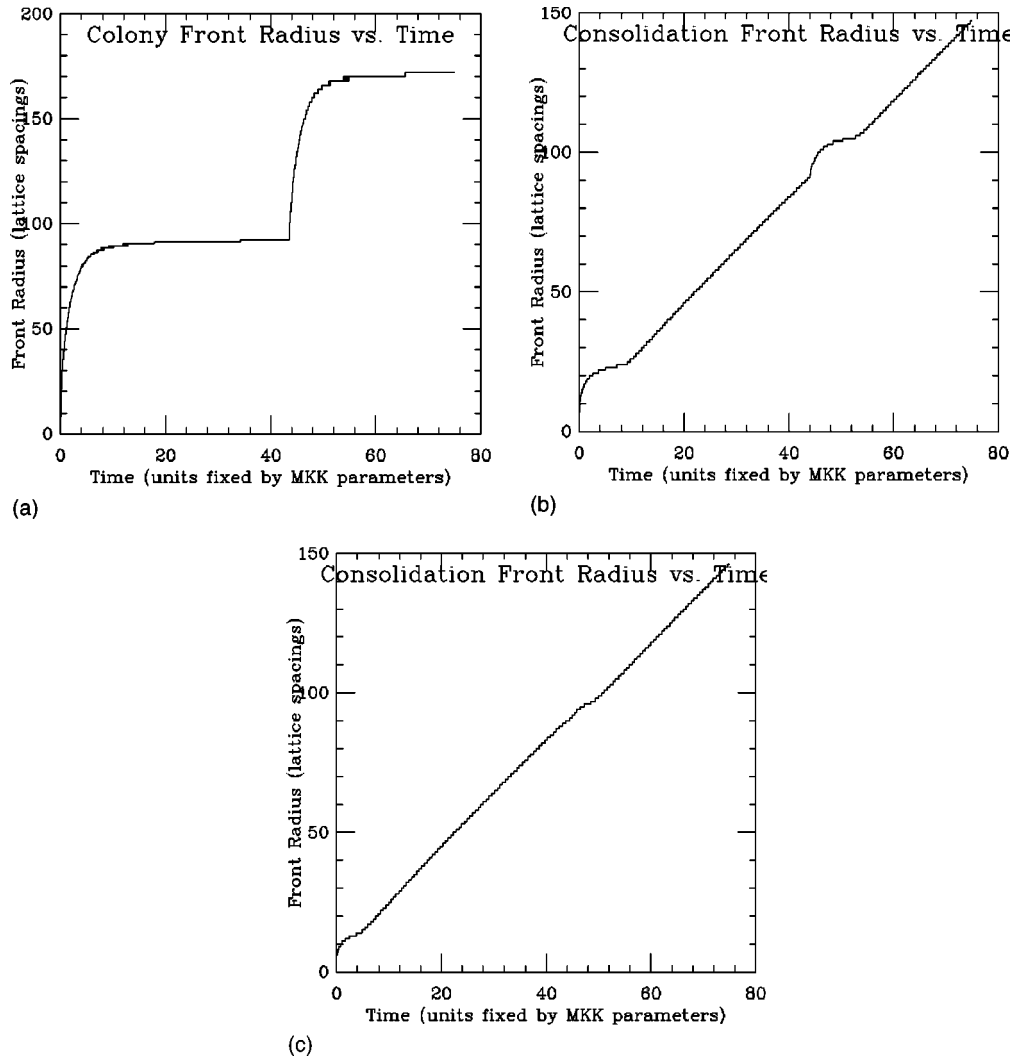 Colony Front Radius vs. Time
Front Radius (lattice spacings)
200
150
100
50
0
0 20 40 60 80
Time (units fixed by MKK parameters)
(a)
Consolidation Front Radius vs. Time
Front Radius (lattice spacings)
150
100
50
0
0 20 40 60 80
Time (units fixed by MKK parameters)
(b)
Consolidation Front Radius vs. Time
Front Radius (lattice spacings)
150
100
50
0
0 20 40 60 80
Time (units fixed by MKK parameters)
(c)